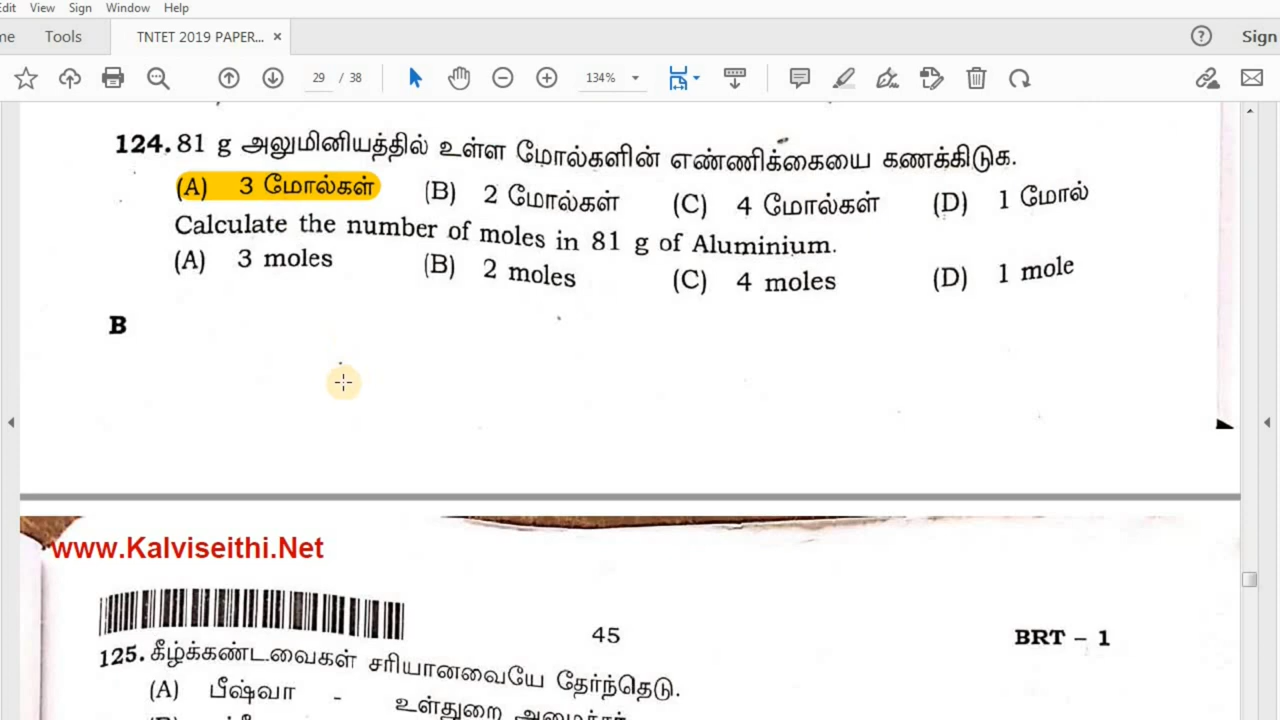 Edit View Sign Window Help
me Tools TNTET 2019 PAPER... × Sign
29 / 38 134%
124. 81 g அலுமினியத்தில் உள்ள மோல்களின் எண்ணிக்கையை கணக்கிடுக.
(A) 3 மோல்கள் (B) 2 மோல்கள் (C) 4 மோல்கள் (D) 1 மோல்
Calculate the number of moles in 81 g of Aluminium.
(A) 3 moles (B) 2 moles (C) 4 moles (D) 1 mole
B
www.Kalviseithi.Net
45 BRT - 1
125. கீழ்க்கண்டவைகள் சரியானவையே தேர்ந்தெடு.
(A) பீஷ்வா - உள்துறை அமைச்சர்